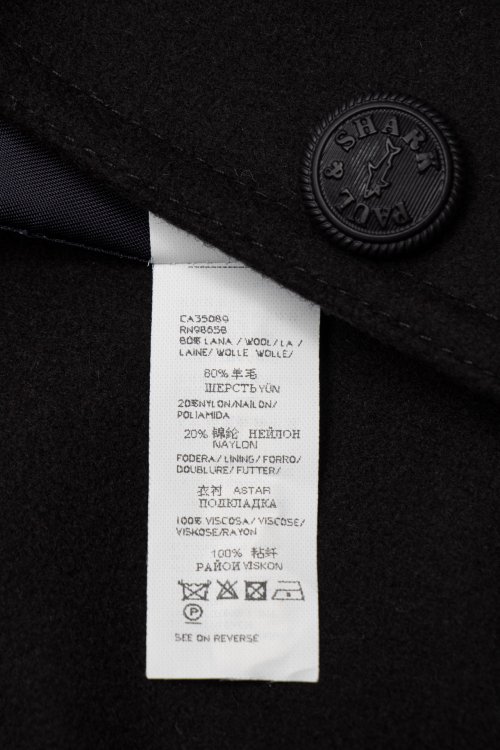 PAUL & SHARK
CA35089
RN98658
80% LANA / WOOL / LA /
LAINE/ WOLLE WOLLE/
80% 羊毛
ШЕРСТЬ YÜN
20%NYLON/NAILON/
POLIAMIDA
20% 锦纶 НЕЙЛОН
NAYLON
FODERA/ LINING/ FORRO/
DOUBLURE/ FUTTER/
衣衬 ASTAR
ПОДКЛАДКА
100% VISCOSA/ VISCOSE/
VISKOSE/RAYON
100% 粘纤
РАЙОН VISKON
P
SEE ON REVERSE